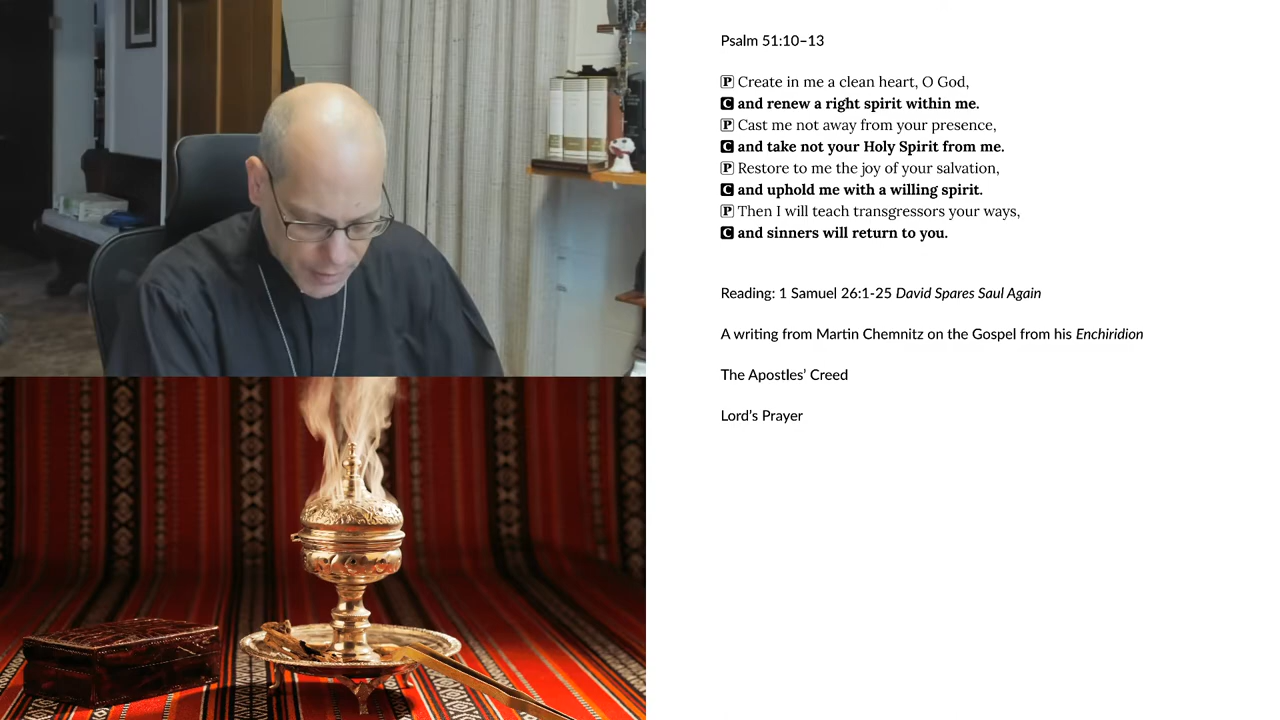 Psalm 51:10–13
P Create in me a clean heart, O God,
C and renew a right spirit within me.
P Cast me not away from your presence,
C and take not your Holy Spirit from me.
P Restore to me the joy of your salvation,
C and uphold me with a willing spirit.
P Then I will teach transgressors your ways,
C and sinners will return to you.
Reading: 1 Samuel 26:1-25 David Spares Saul Again
A writing from Martin Chemnitz on the Gospel from his Enchiridion
The Apostles’ Creed
Lord’s Prayer